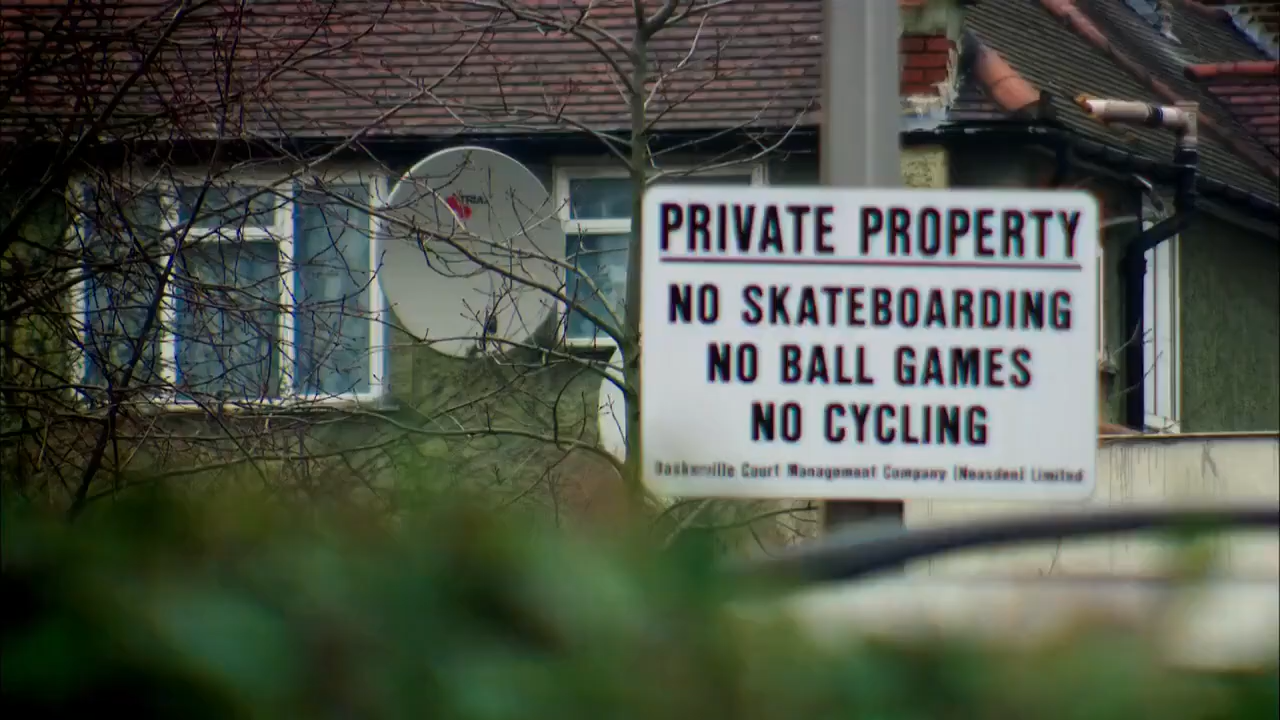 PRIVATE PROPERTY
NO SKATEBOARDING
NO BALL GAMES
NO CYCLING
Baskerville Court Management Company (Neasden) Limited